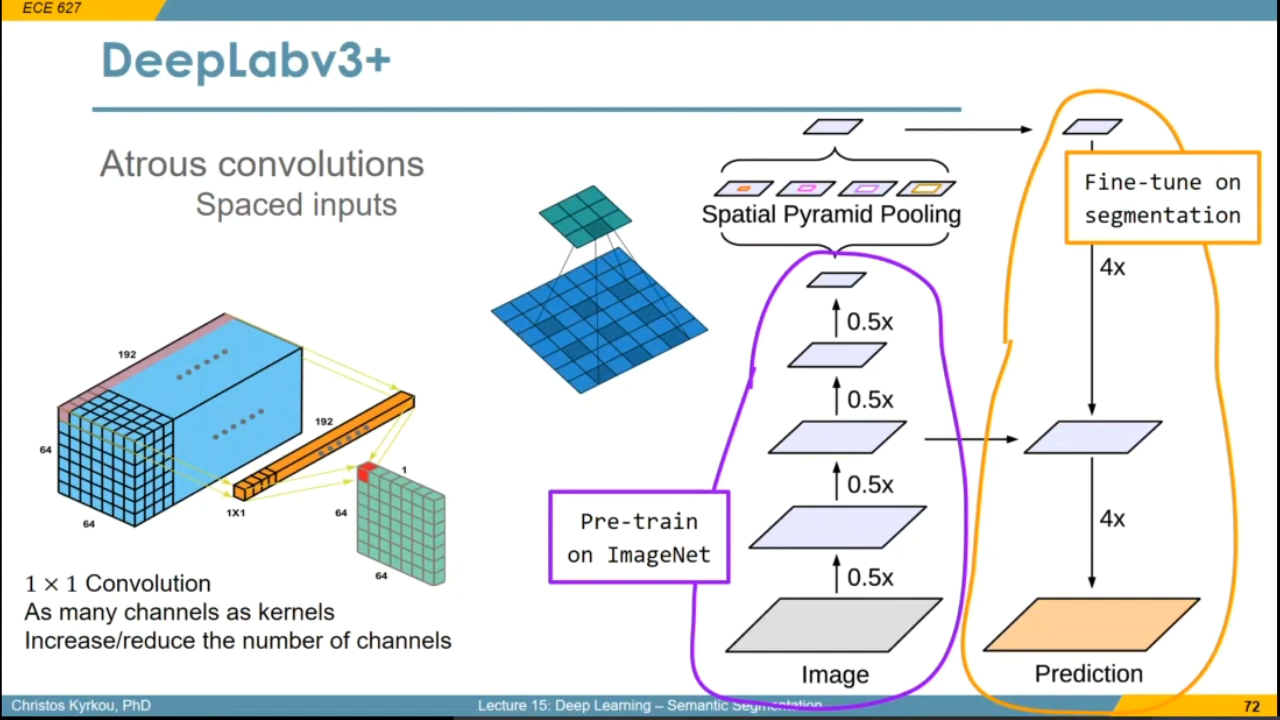 ECE 627
DeepLabv3+
Atrous convolutions
Spaced inputs
192
64
64
192
1X1
1
64
64
1 × 1 Convolution
As many channels as kernels
Increase/reduce the number of channels
Spatial Pyramid Pooling
0.5x
0.5x
0.5x
0.5x
Image
Pre-train
on ImageNet
Fine-tune on
segmentation
4x
4x
Prediction
Christos Kyrkou, PhD
Lecture 15: Deep Learning – Semantic Segmentation
72